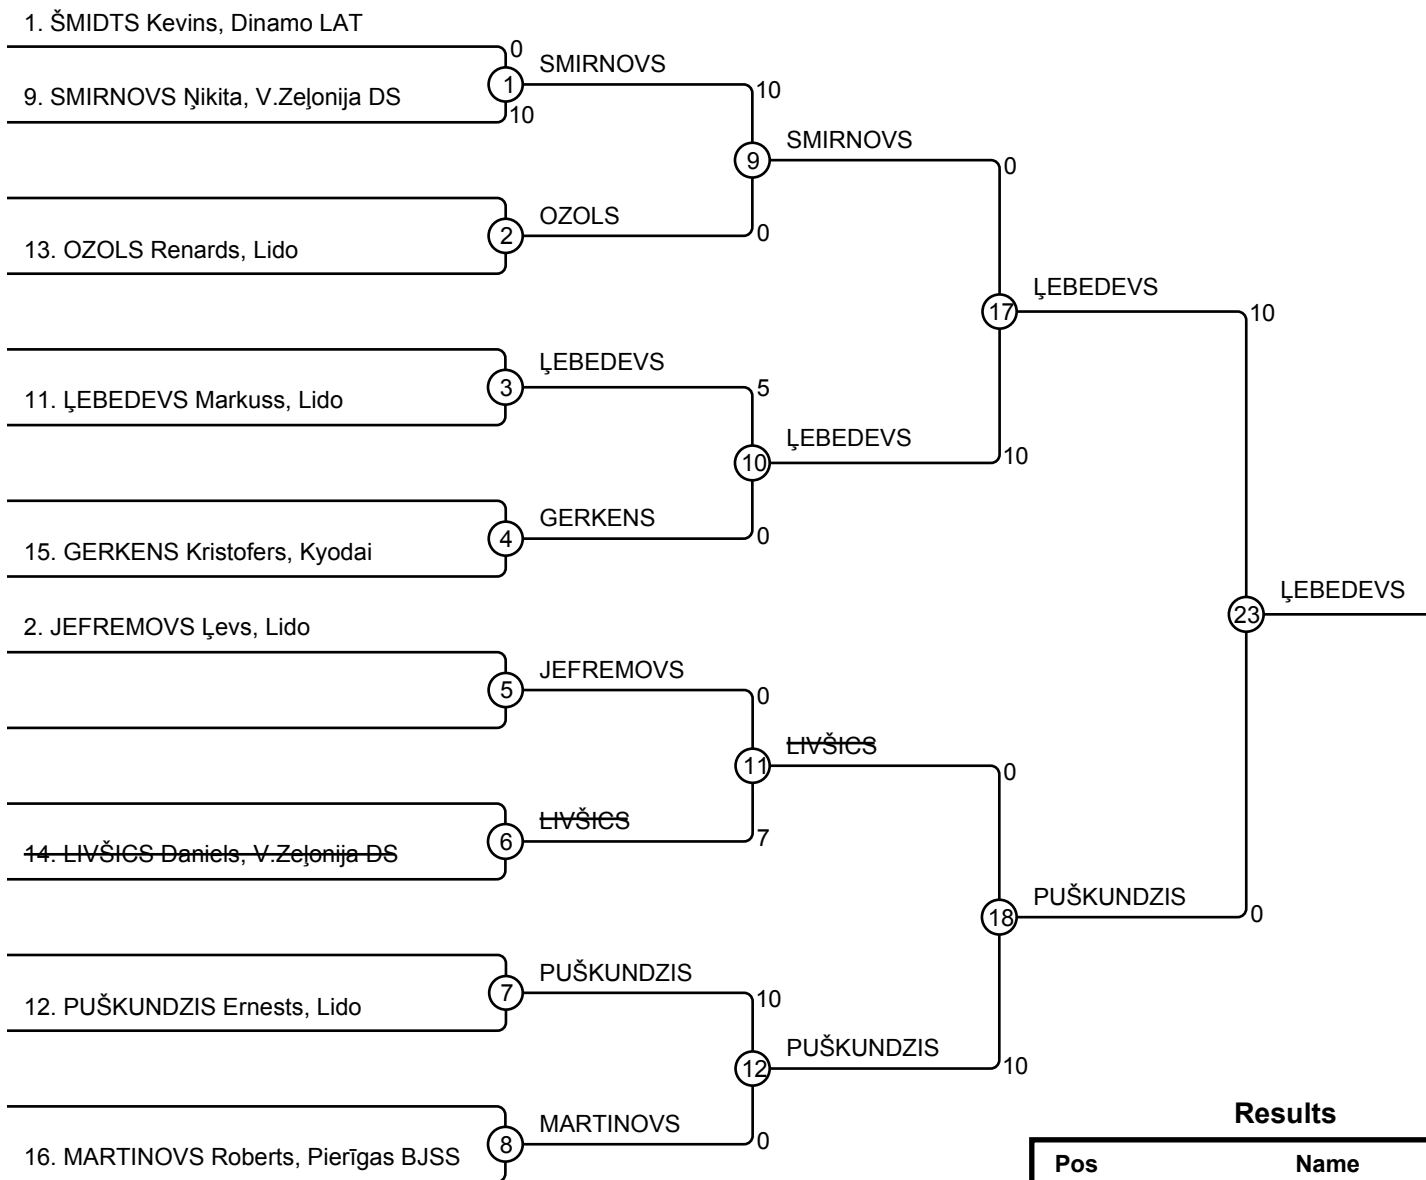 1. ŠMIDTS Kevins, Dinamo LAT
0
1
SMIRNOVS
9. SMIRNOVS Ņikita, V.Zeļonija DS
10
10
9
SMIRNOVS
0
2
OZOLS
0
13. OZOLS Renards, Lido
17
ĻEBEDEVS
10
3
ĻEBEDEVS
5
11. ĻEBEDEVS Markuss, Lido
10
ĻEBEDEVS
10
4
GERKENS
0
15. GERKENS Kristofers, Kyodai
23
ĻEBEDEVS
2. JEFREMOVS Ļevs, Lido
5
JEFREMOVS
0
11
LIVŠICS
0
6
LIVŠICS
7
14. LIVŠICS Daniels, V.Zeļonija DS
18
PUŠKUNDZIS
0
7
PUŠKUNDZIS
10
12. PUŠKUNDZIS Ernests, Lido
12
PUŠKUNDZIS
10
8
MARTINOVS
0
16. MARTINOVS Roberts, Pierīgas BJSS
Results
Pos Name